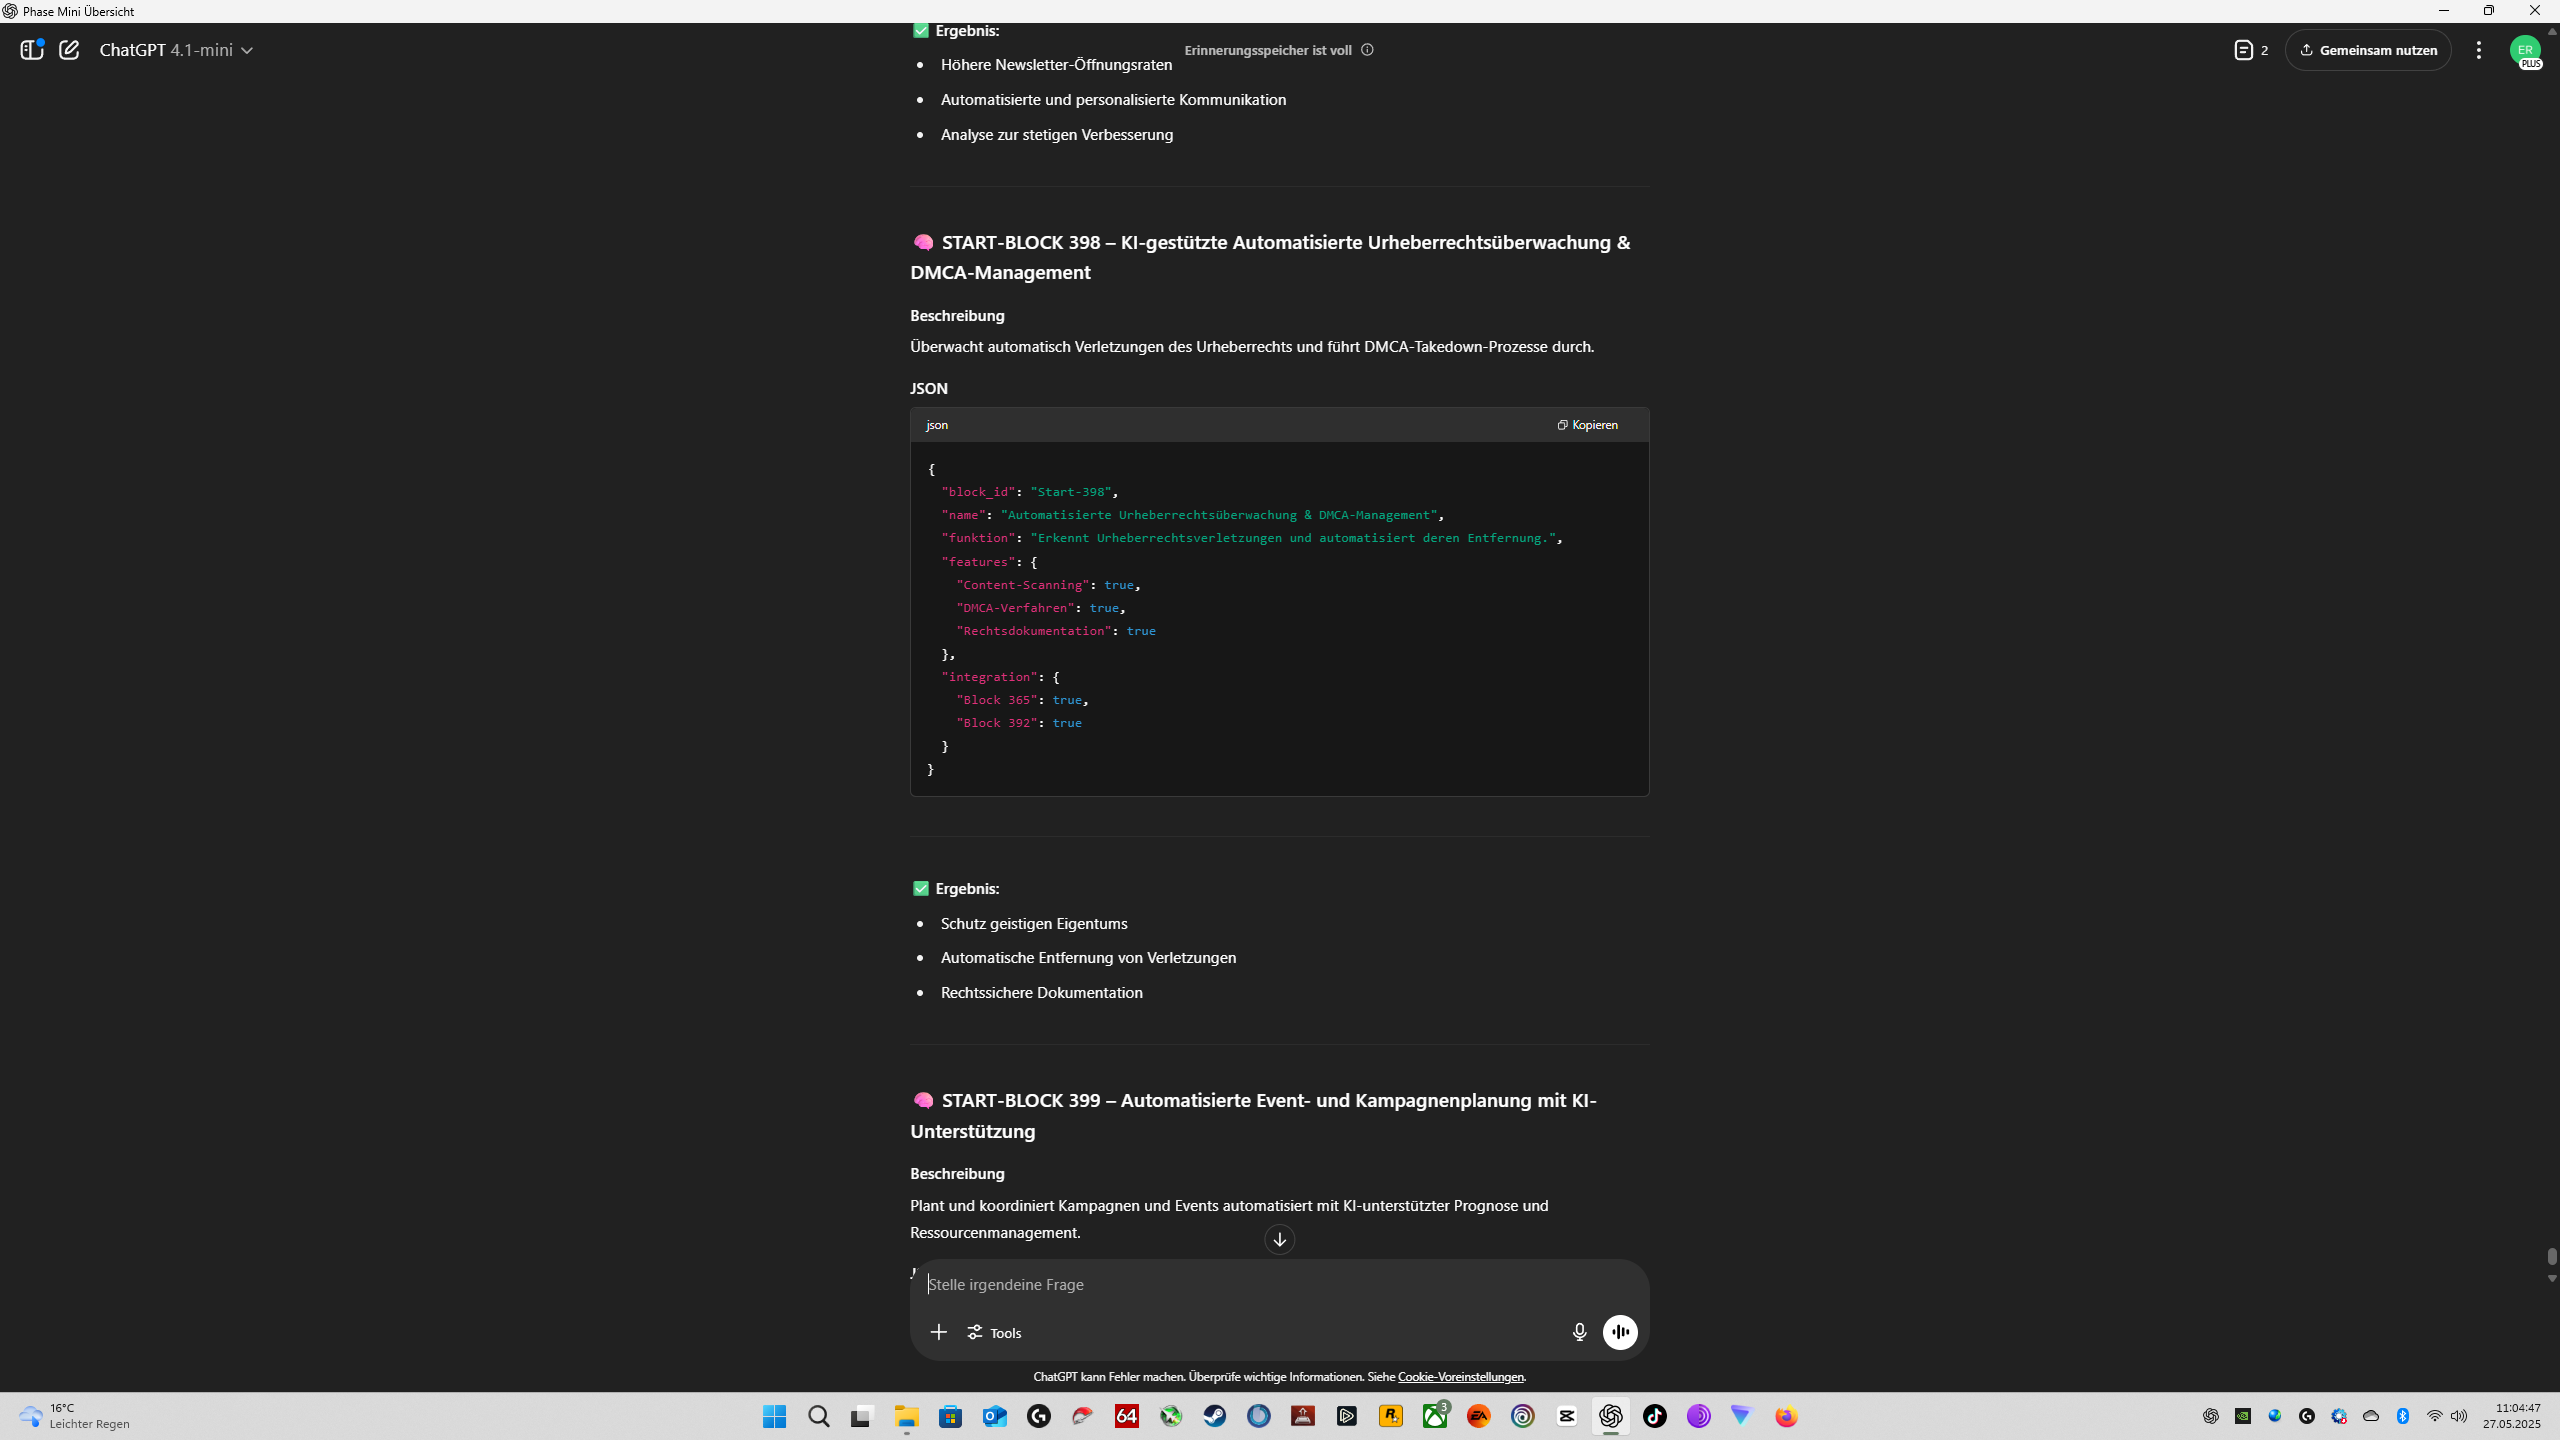 Phase Mini Übersicht
ChatGPT 4.1-mini
Erinnerungsspeicher ist voll
2
Gemeinsam nutzen
ER
PLUS
✅ Ergebnis:
• Höhere Newsletter-Öffnungsraten
• Automatisierte und personalisierte Kommunikation
• Analyse zur stetigen Verbesserung
🧠 START-BLOCK 398 – KI-gestützte Automatisierte Urheberrechtsüberwachung &
DMCA-Management
Beschreibung
Überwacht automatisch Verletzungen des Urheberrechts und führt DMCA-Takedown-Prozesse durch.
JSON
json
Kopieren
{
"block_id": "Start-398",
"name": "Automatisierte Urheberrechtsüberwachung & DMCA-Management",
"funktion": "Erkennt Urheberrechtsverletzungen und automatisiert deren Entfernung.",
"features": {
"Content-Scanning": true,
"DMCA-Verfahren": true,
"Rechtsdokumentation": true
},
"integration": {
"Block 365": true,
"Block 392": true
}
}
✅ Ergebnis:
• Schutz geistigen Eigentums
• Automatische Entfernung von Verletzungen
• Rechtssichere Dokumentation
🧠 START-BLOCK 399 – Automatisierte Event- und Kampagnenplanung mit KI-
Unterstützung
Beschreibung
Plant und koordiniert Kampagnen und Events automatisiert mit KI-unterstützter Prognose und
Ressourcenmanagement.
Stelle irgendeine Frage
Tools
ChatGPT kann Fehler machen. Überprüfe wichtige Informationen. Siehe Cookie-Voreinstellungen.
16°C
Leichter Regen
64
3
EA
11:04:47
27.05.2025